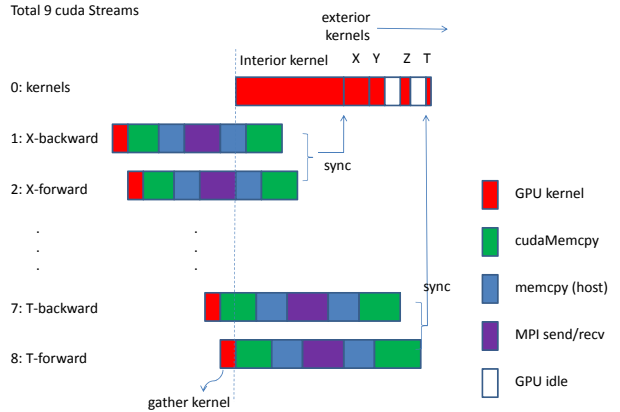 Total 9 cuda Streams
exterior
kernels
Interior kernel
X
Y
Z
T
0: kernels
1: X-backward
sync
2: X-forward
GPU kernel
cudaMemcpy
memcpy (host)
sync
7: T-backward
MPI send/recv
8: T-forward
GPU idle
gather kernel